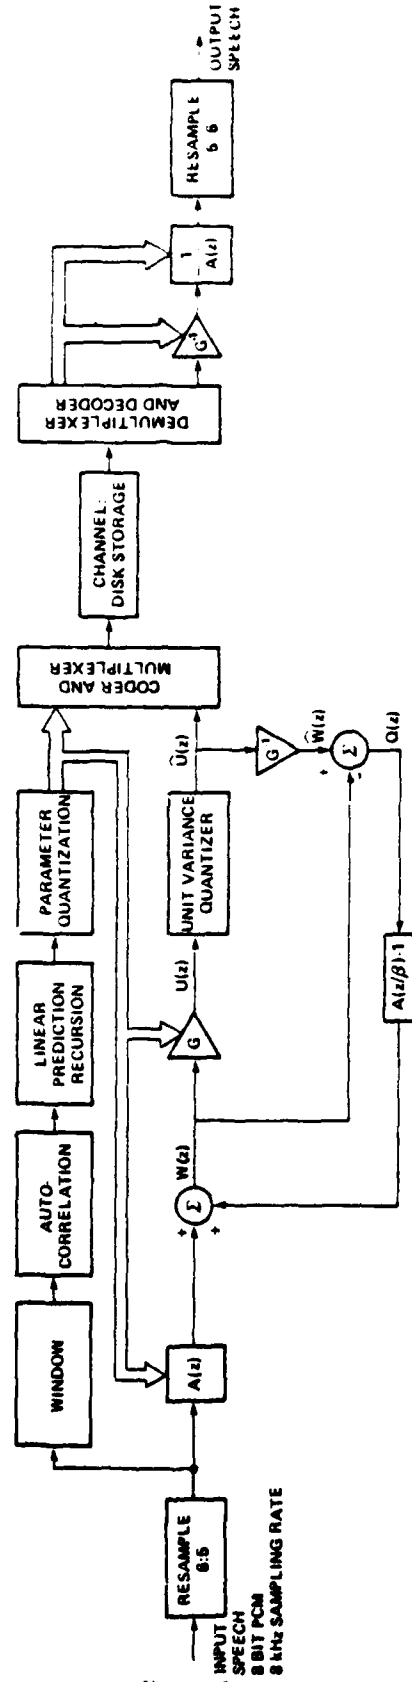 INPUT
SPEECH
8 BIT PCM
8 kHz SAMPLING RATE
RESAMPLE
6:5
WINDOW
AUTO-
CORRELATION
LINEAR
PREDICTION
RECURSION
PARAMETER
QUANTIZATION
A(z)
+
+
Σ
W(z)
G
U(z)
UNIT VARIANCE
QUANTIZER
Û(z)
G⁻¹
Ŵ(z)
+
-
Σ
Q(z)
A(z/β)-1
CODER AND
MULTIPLEXER
CHANNEL:
DISK STORAGE
DEMULTIPLEXER
AND DECODER
G⁻¹
1
A(z)
RESAMPLE
5 6
OUTPUT
SPEECH